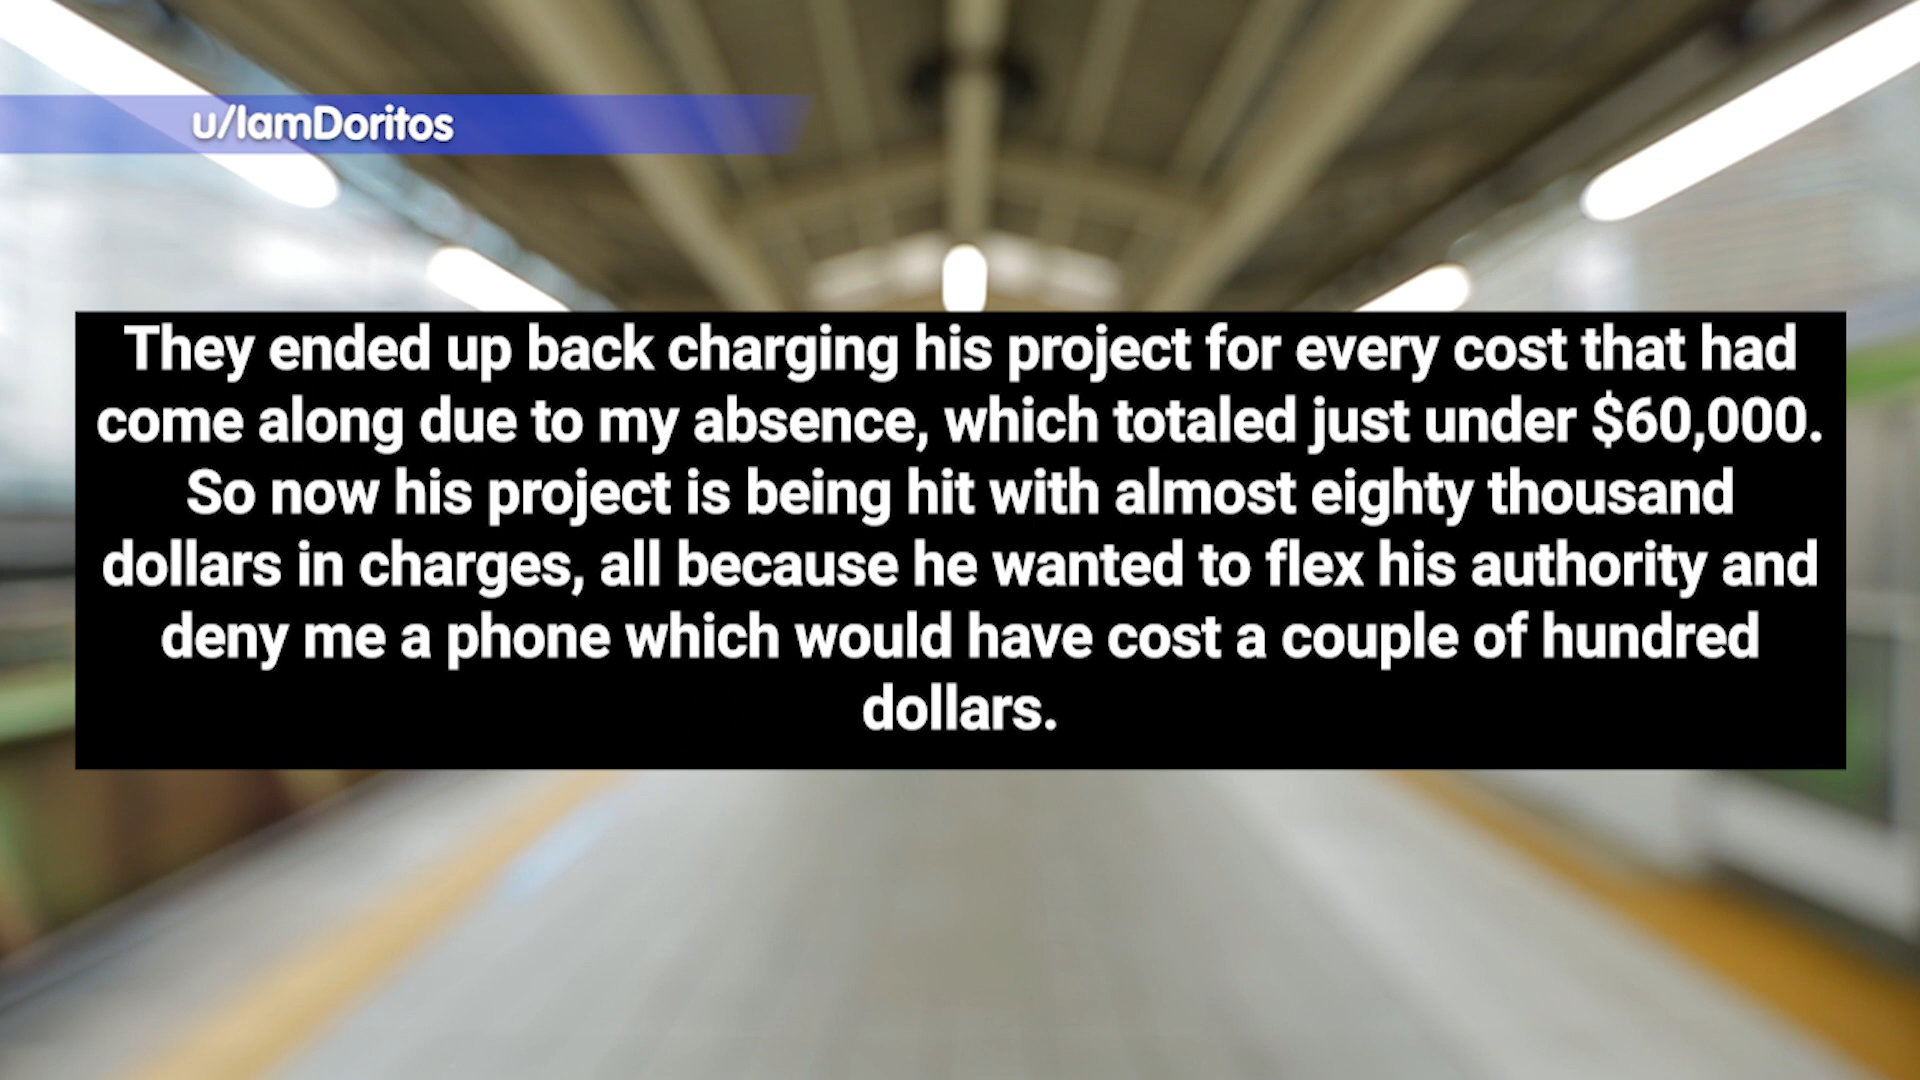 u/IamDoritos
They ended up back charging his project for every cost that had
come along due to my absence, which totaled just under $60,000.
So now his project is being hit with almost eighty thousand
dollars in charges, all because he wanted to flex his authority and
deny me a phone which would have cost a couple of hundred
dollars.